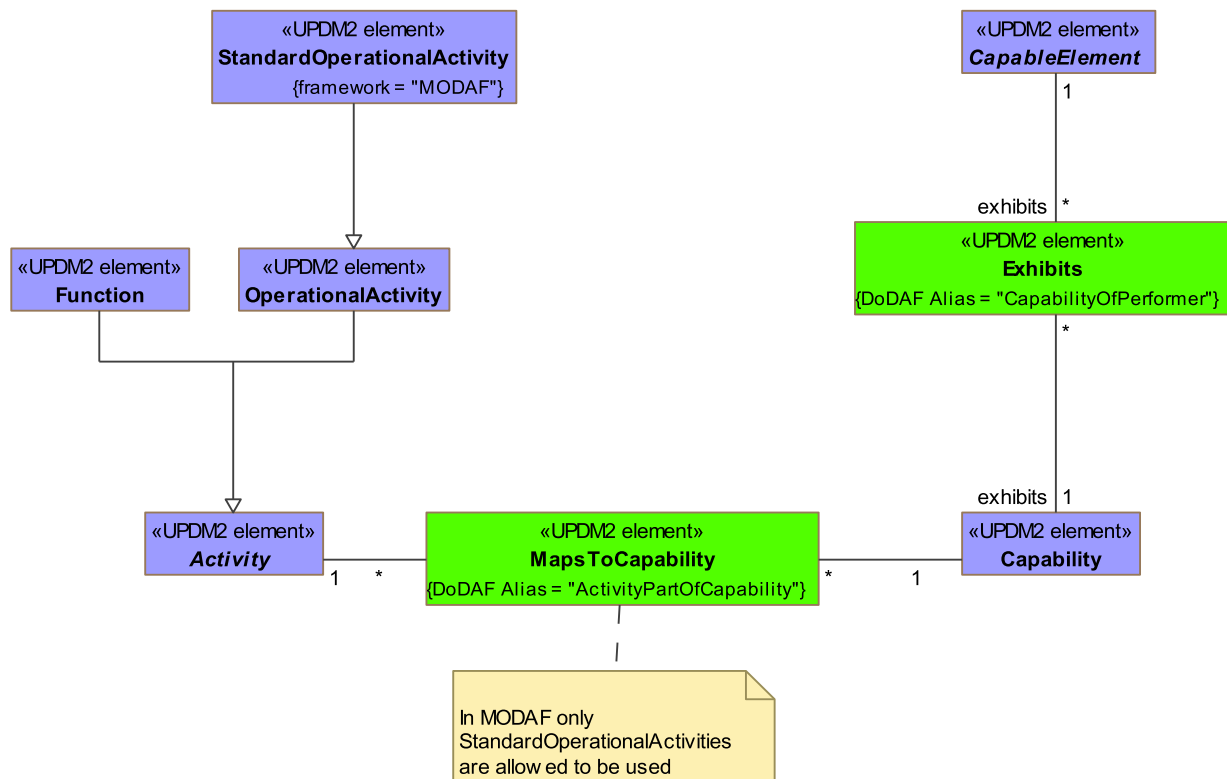 «UPDM2 element»
StandardOperationalActivity
{framework = "MODAF"}
«UPDM2 element»
CapableElement
1
exhibits *
«UPDM2 element»
Function
«UPDM2 element»
OperationalActivity
«UPDM2 element»
Exhibits
{DoDAF Alias = "CapabilityOfPerformer"}
*
exhibits 1
«UPDM2 element»
Activity
1 *
«UPDM2 element»
MapsToCapability
{DoDAF Alias = "ActivityPartOfCapability"}
* 1
«UPDM2 element»
Capability
In MODAF only
StandardOperationalActivities
are allowed to be used